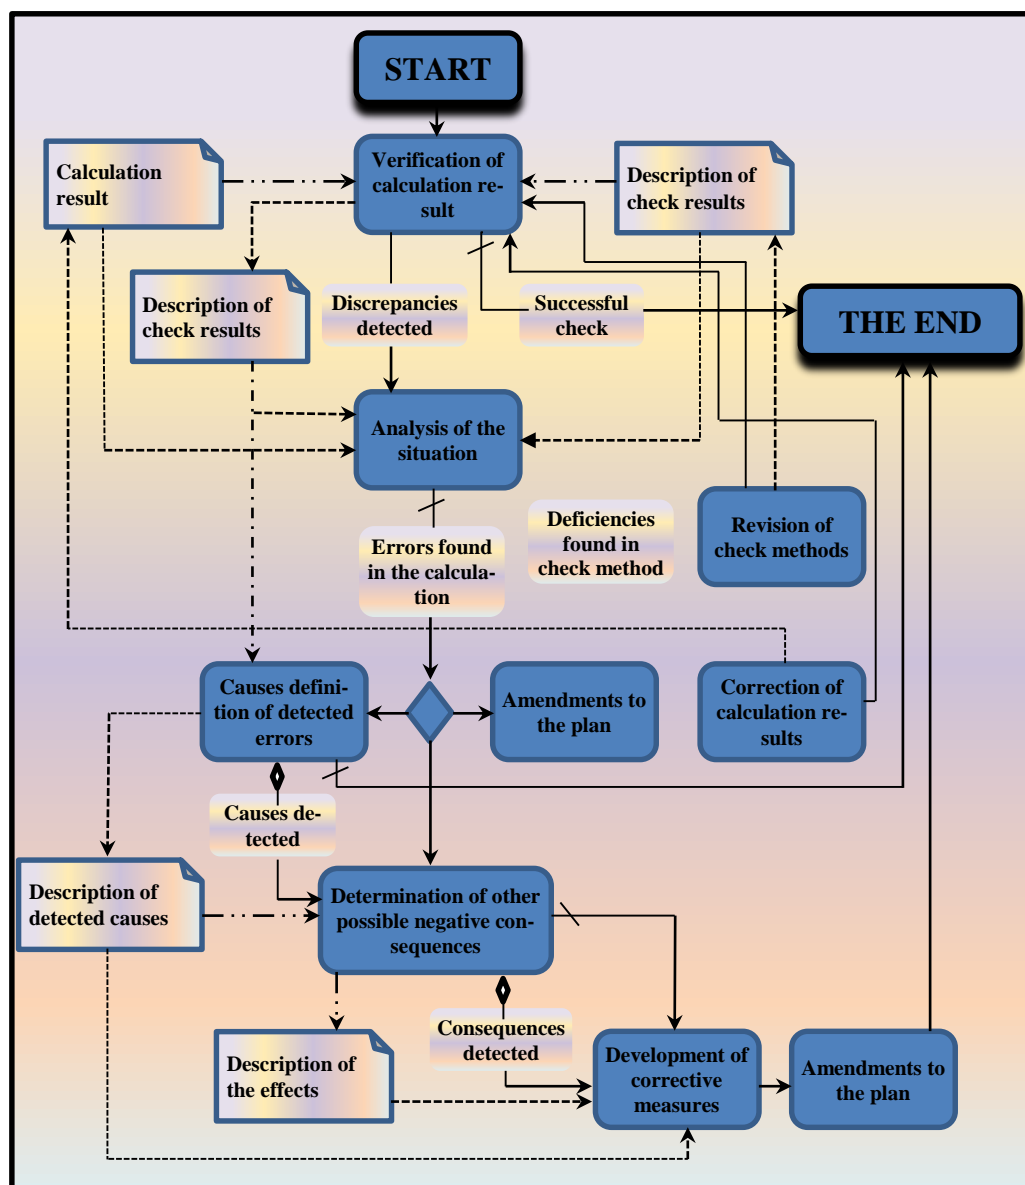 START
Verification of
calculation re-
sult
Calculation
result
Description of
check results
Description of
check results
Discrepancies
detected
Successful
check
THE END
Analysis of the
situation
Errors found
in the calcula-
tion
Deficiencies
found in
check method
Revision of
check methods
Causes defini-
tion of detected
errors
Amendments to
the plan
Correction of
calculation re-
sults
Causes de-
tected
Description of
detected causes
Determination of other
possible negative con-
sequences
Consequences
detected
Description of
the effects
Development of
corrective
measures
Amendments to
the plan